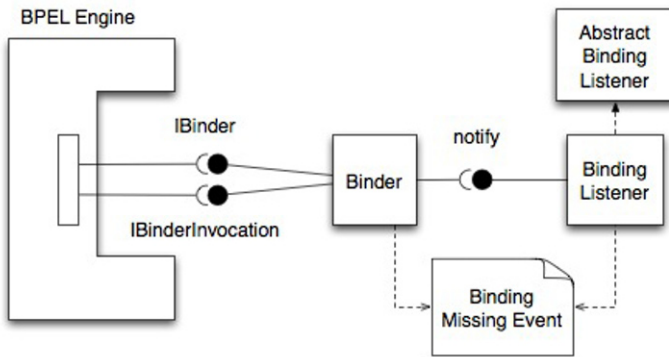 BPEL Engine
Abstract
Binding
Listener
IBinder
notify
Binder
Binding
Listener
IBinderInvocation
Binding
Missing Event